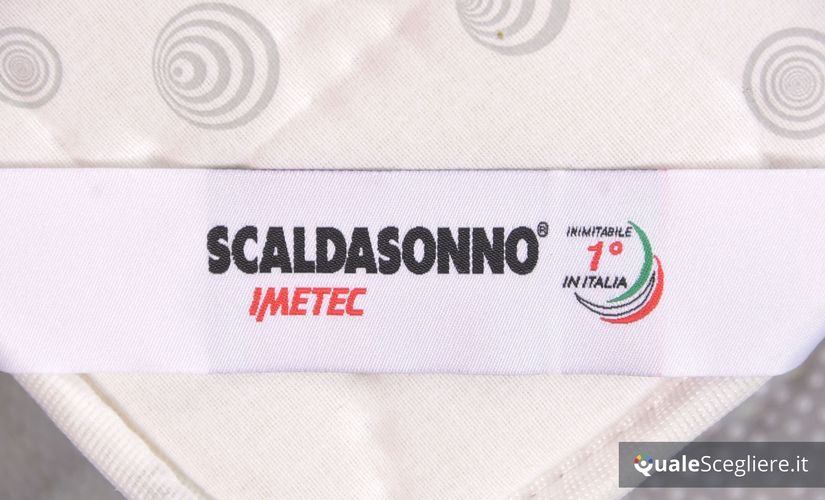 SCALDASONNO®
IMETEC
INIMITABILE
1°
IN ITALIA
QualeScegliere.it